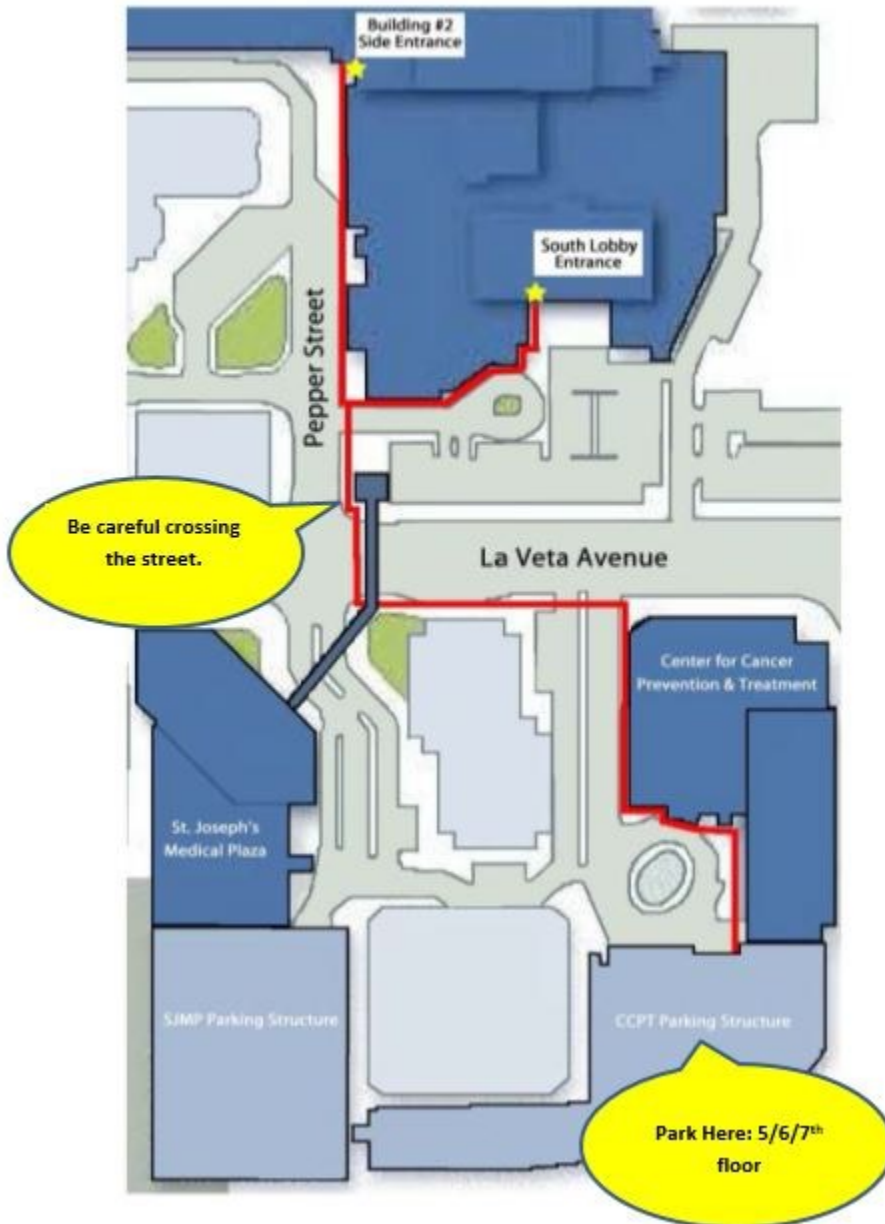 Building #2
Side Entrance
South Lobby
Entrance
Pepper Street
Be careful crossing
the street.
La Veta Avenue
Center for Cancer
Prevention & Treatment
St. Joseph's
Medical Plaza
SJMP Parking Structure
CCPT Parking Structure
Park Here: 5/6/7th
floor